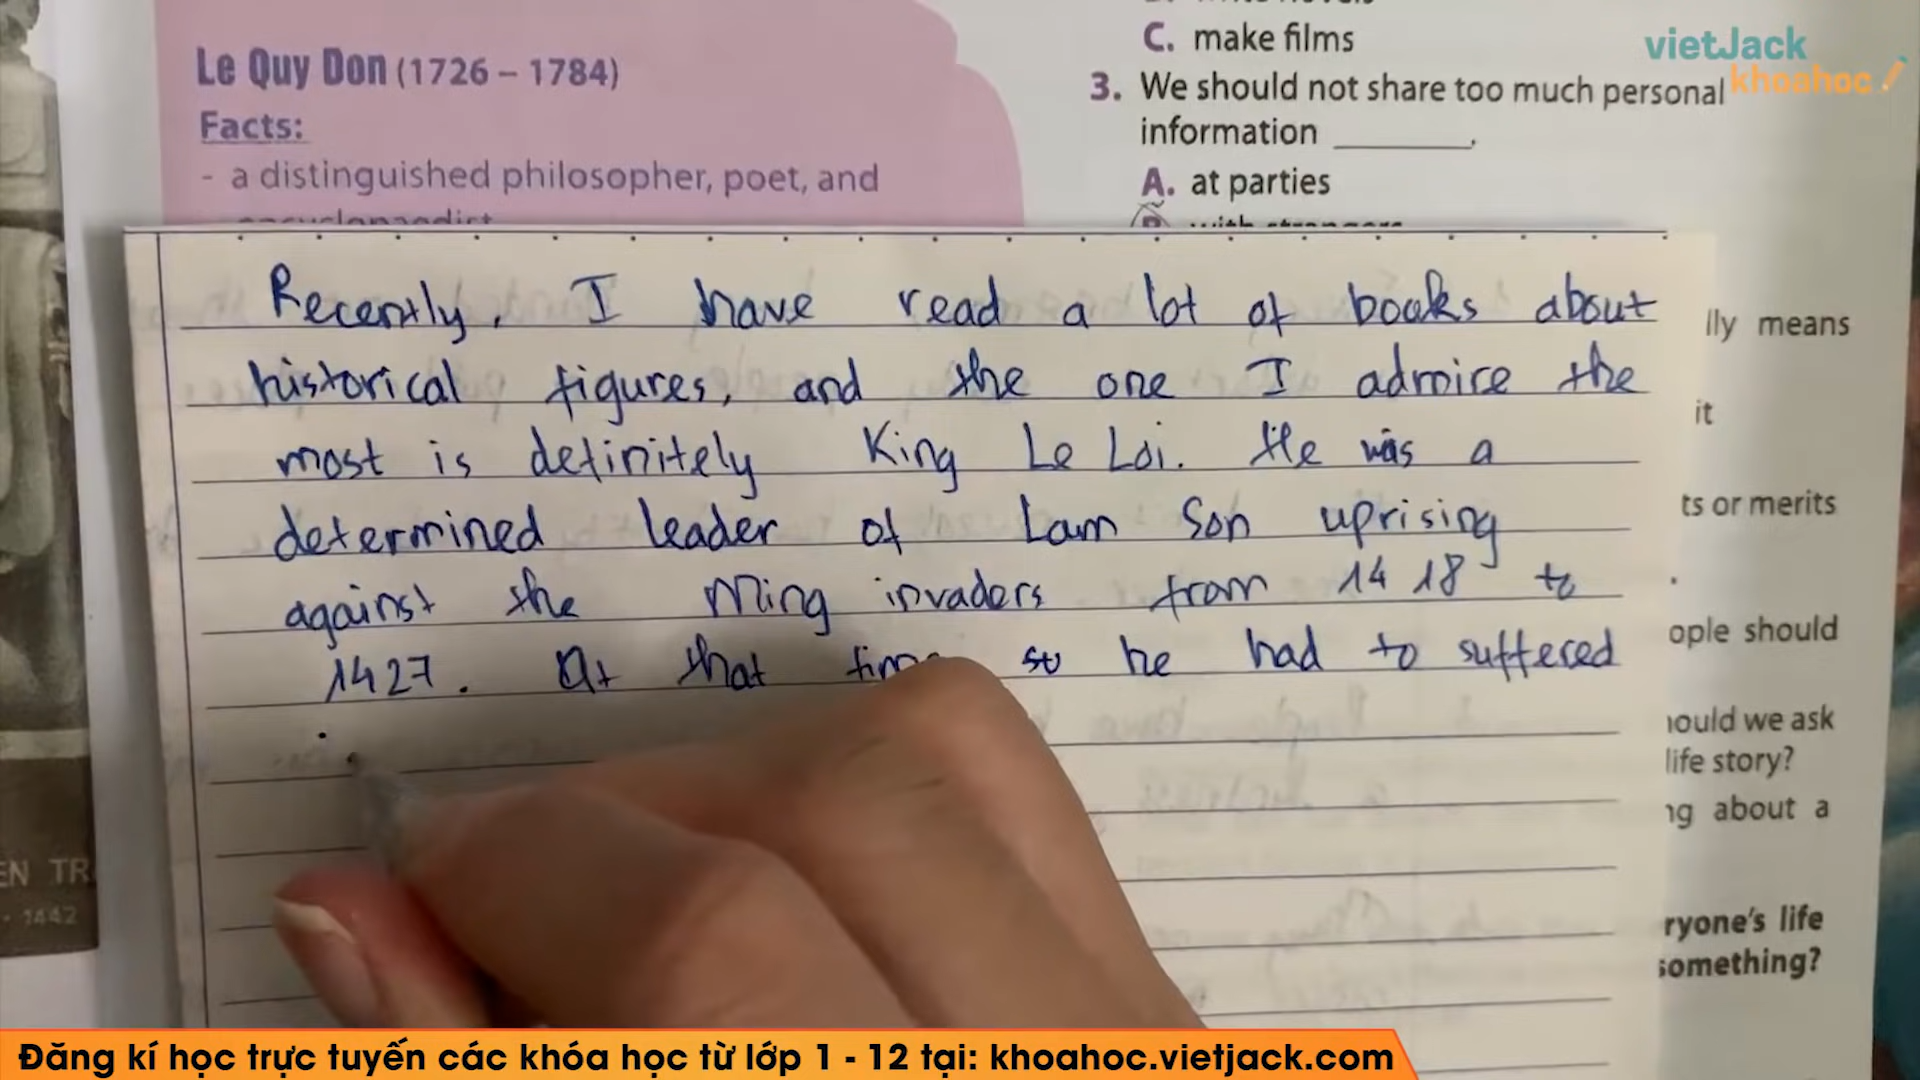 C. make films
vietJack
khoahoc
Le Quy Don (1726 – 1784)
Facts:
- a distinguished philosopher, poet, and
3. We should not share too much personal
information ________.
A. at parties
Recently, I have read a lot of books about
historical figures, and the one I admire the
most is definitely King Le Loi. He was a
determined leader of Lam Son uprising
against the Ming invaders from 1418 to
1427. At that he had to suffered
lly means
it
ts or merits
ople should
ould we ask
life story?
about a
ryone's life
something?
EN TR
1442
Đăng kí học trực tuyến các khóa học từ lớp 1 - 12 tại: khoahoc.vietjack.com